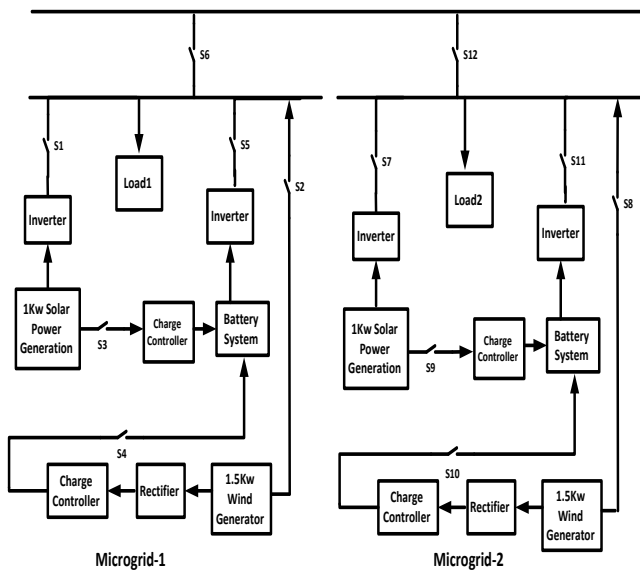 S6
S12
S1
S5
S2
S7
S11
S8
Load1
Load2
Inverter
Inverter
Inverter
Inverter
1Kw Solar
Power
Generation
S3
Charge
Controller
Battery
System
1Kw Solar
Power
Generation
S9
Charge
Controller
Battery
System
S4
S10
Charge
Controller
Rectifier
1.5Kw
Wind
Generator
Charge
Controller
Rectifier
1.5Kw
Wind
Generator
Microgrid-1
Microgrid-2